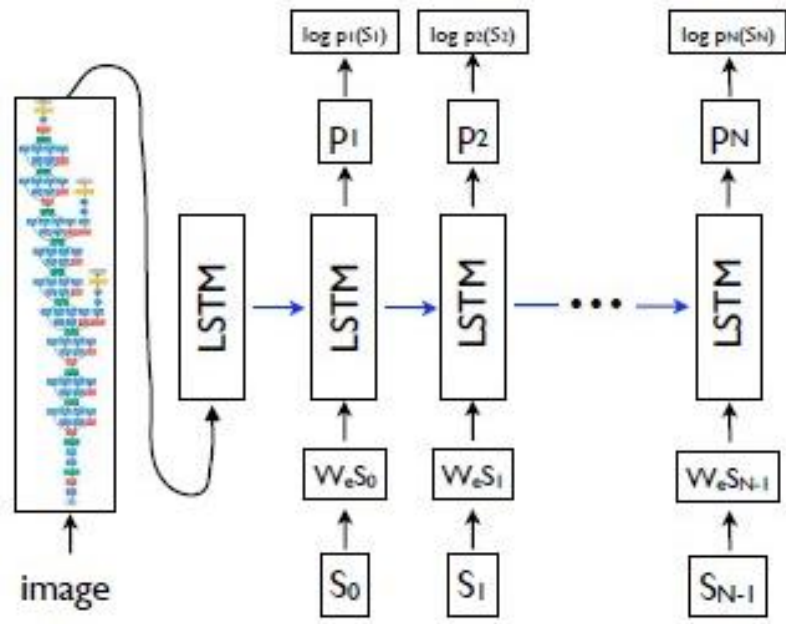 log p₁(S₁) log p₂(S₂) log pN(SN)
p₁ p₂ pN
LSTM LSTM LSTM ••• LSTM
WₑS₀ WₑS₁ WₑSN-1
image S₀ S₁ SN-1